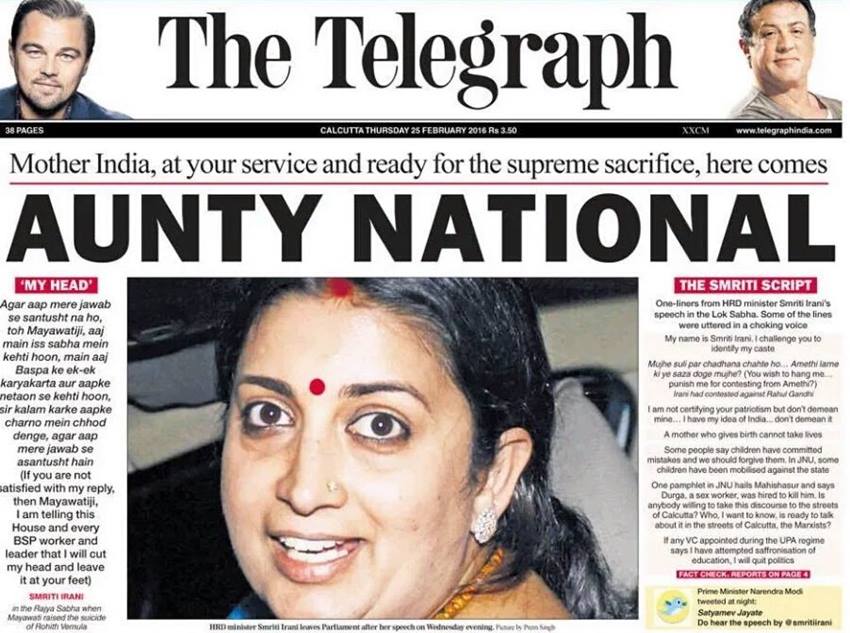 The Telegraph
38 PAGES
CALCUTTA THURSDAY 25 FEBRUARY 2016 Rs 3.50
XXCM
www.telegraphindia.com
Mother India, at your service and ready for the supreme sacrifice, here comes
AUNTY NATIONAL
'MY HEAD'
Agar aap mere jawab
se santusht na ho,
toh Mayawatiji, aaj
main iss sabha mein
kehti hoon, main aaj
Baspa ke ek-ek
karyakarta aur aapke
netaon se kehti hoon,
sir kalam karke aapke
charno mein chhod
denge, agar aap
mere jawab se
asantusht hain
(If you are not
satisfied with my reply,
then Mayawatiji,
I am telling this
House and every
BSP worker and
leader that I will cut
my head and leave
it at your feet)
SMRITI IRANI
in the Rajya Sabha when
Mayawati raised the suicide
of Rohith Vemula
HRD minister Smriti Irani leaves Parliament after her speech on Wednesday evening. Picture by Prem Singh
THE SMRITI SCRIPT
One-liners from HRD minister Smriti Irani's
speech in the Lok Sabha. Some of the lines
were uttered in a choking voice
My name is Smriti Irani. I challenge you to
identify my caste
Mujhe suli par chadhana chahte ho... Amethi larne
ki ye saza doge mujhe? (You wish to hang me...
punish me for contesting from Amethi?)
Irani had contested against Rahul Gandhi
I am not certifying your patriotism but don't demean
mine... I have my idea of India... don't demean it
A mother who gives birth cannot take lives
Some people say children have committed
mistakes and we should forgive them. In JNU, some
children have been mobilised against the state
One pamphlet in JNU hails Mahishasur and says
Durga, a sex worker, was hired to kill him. Is
anybody willing to take this discourse to the streets
of Calcutta? Who, I want to know, is ready to talk
about it in the streets of Calcutta, the Marxists?
If any VC appointed during the UPA regime
says I have attempted saffronisation of
education, I will quit politics
FACT CHECK, REPORTS ON PAGE 4
Prime Minister Narendra Modi
tweeted at night:
Satyamev Jayate
Do hear the speech by @smritiirani